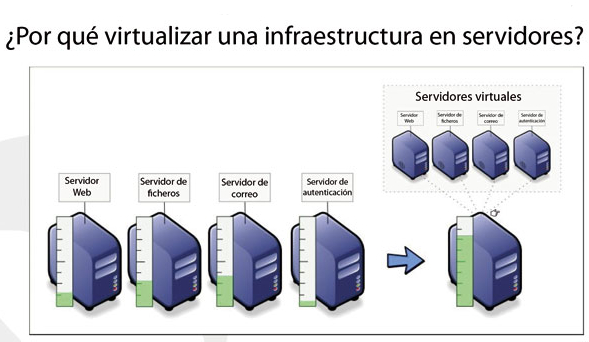 ¿Por qué virtualizar una infraestructura en servidores?
Servidores virtuales
Servidor
Web
Servidor de
ficheros
Servidor de
correo
Servidor de
autenticación
Servidor
Web
Servidor de
ficheros
Servidor de
correo
Servidor de
autenticación